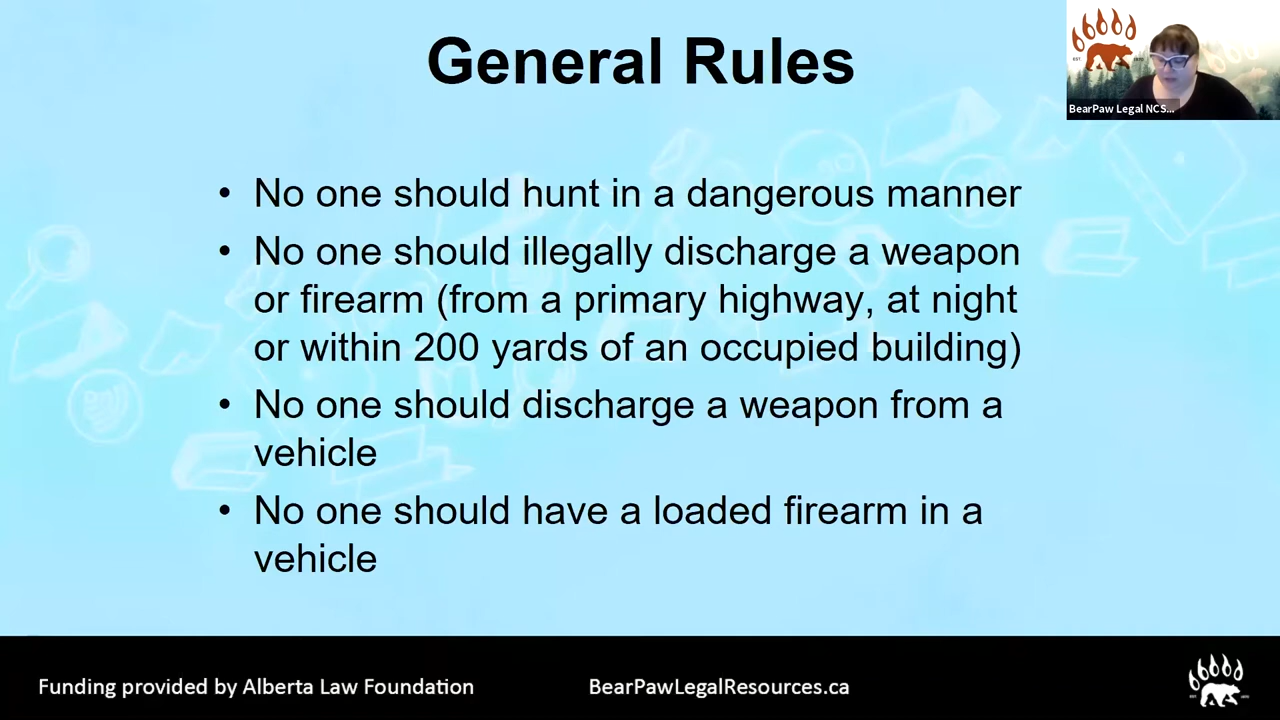 General Rules
BearPaw Legal NCS...
• No one should hunt in a dangerous manner
• No one should illegally discharge a weapon
or firearm (from a primary highway, at night
or within 200 yards of an occupied building)
• No one should discharge a weapon from a
vehicle
• No one should have a loaded firearm in a
vehicle
Funding provided by Alberta Law Foundation
BearPawLegalResources.ca